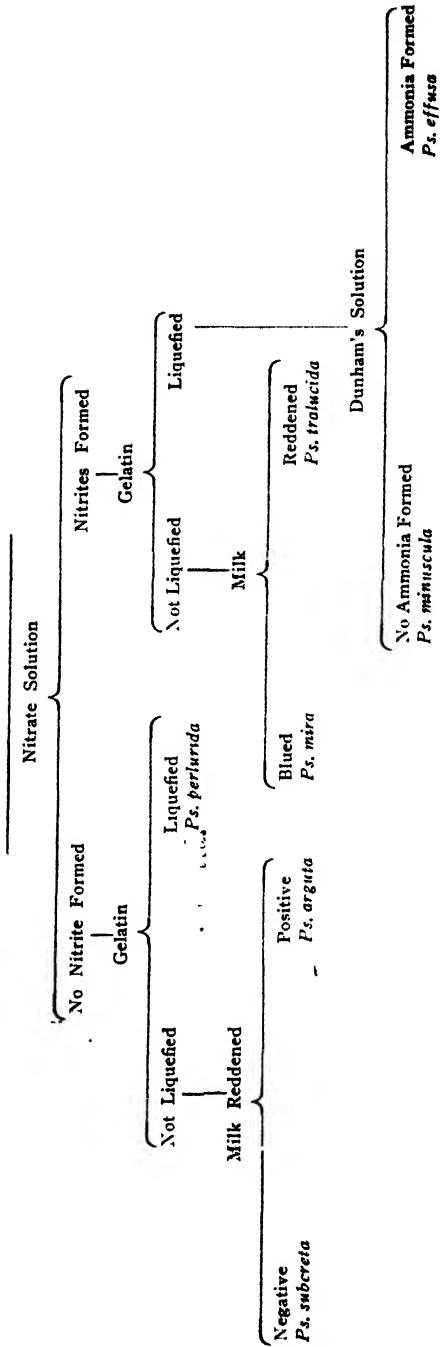 Nitrate Solution
No Nitrite Formed
Nitrites Formed
Gelatin
Gelatin
Not Liquefied
Liquefied
Ps. perlurida
Not Liquefied
Liquefied
Milk Reddened
Milk
Negative
Ps. subcreta
Positive
Ps. arguta
Blued
Ps. mira
Reddened
Ps. tralucida
Dunham's Solution
No Ammonia Formed
Ps. minuscula
Ammonia Formed
Ps. effusa